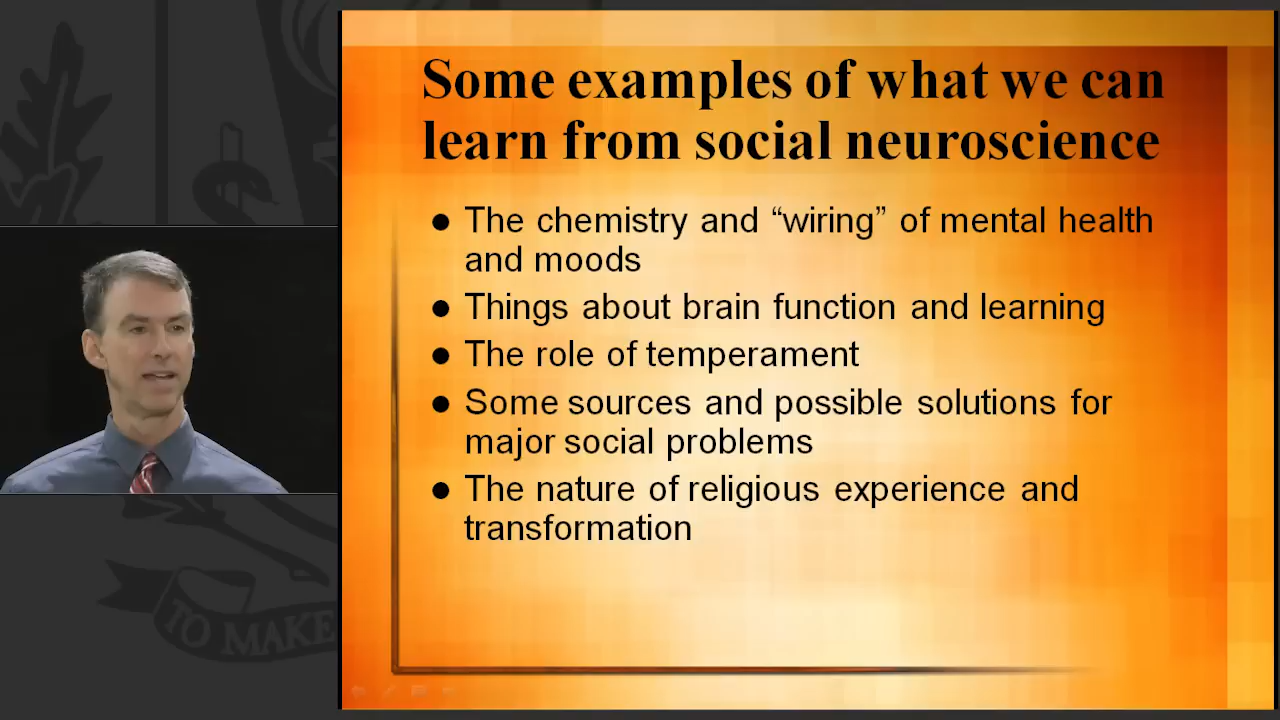 Some examples of what we can
learn from social neuroscience
● The chemistry and “wiring” of mental health
and moods
● Things about brain function and learning
● The role of temperament
● Some sources and possible solutions for
major social problems
● The nature of religious experience and
transformation
TO MAKE